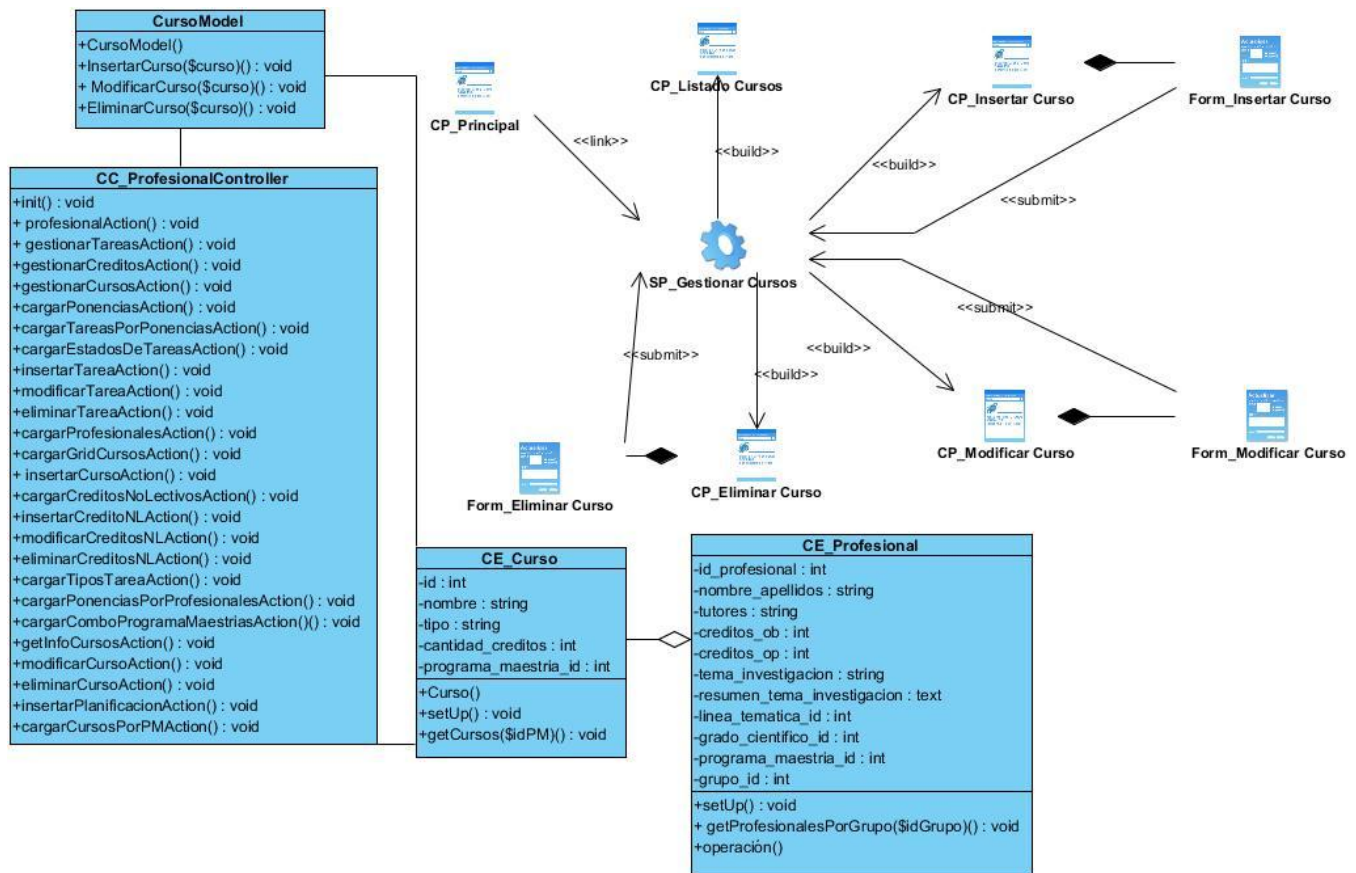 CursoModel
+CursoModel()
+InsertarCurso($curso)() : void
+ ModificarCurso($curso)() : void
+EliminarCurso($curso)() : void
CP_Principal
CP_Listado Cursos
CP_Insertar Curso
Form_Insertar Curso
<<link>>
<<build>>
<<build>>
<<submit>>
CC_ProfesionalController
+init() : void
+ profesionalAction() : void
+ gestionarTareasAction() : void
+gestionarCreditosAction() : void
+gestionarCursosAction() : void
+cargarPonenciasAction() : void
+cargarTareasPorPonenciasAction() : void
+cargarEstadosDeTareasAction() : void
+insertarTareaAction() : void
+modificarTareaAction() : void
+eliminarTareaAction() : void
+cargarProfesionalesAction() : void
+cargarGridCursosAction() : void
+ insertarCursoAction() : void
+cargarCreditosNoLectivosAction() : void
+insertarCreditoNLAction() : void
+modificarCreditosNLAction() : void
+eliminarCreditosNLAction() : void
+cargarTiposTareaAction() : void
+cargarPonenciasPorProfesionalesAction() : void
+cargarComboProgramaMaestriasAction()() : void
+getInfoCursosAction() : void
+modificarCursoAction() : void
+eliminarCursoAction() : void
+insertarPlanificacionAction() : void
+cargarCursosPorPMAction() : void
SP_Gestionar Cursos
<<submit>>
<<build>>
<<build>>
<<submit>>
Form_Eliminar Curso
CP_Eliminar Curso
CP_Modificar Curso
Form_Modificar Curso
CE_Curso
-id : int
-nombre : string
-tipo : string
-cantidad_creditos : int
-programa_maestria_id : int
+Curso()
+setUp() : void
+getCursos($idPM)() : void
CE_Profesional
-id_profesional : int
-nombre_apellidos : string
-tutores : string
-creditos_ob : int
-creditos_op : int
-tema_investigacion : string
-resumen_tema_investigacion : text
-linea_tematica_id : int
-grado_científico_id : int
-programa_maestria_id : int
-grupo_id : int
+setUp() : void
+ getProfesionalesPorGrupo($idGrupo)() : void
+operación()